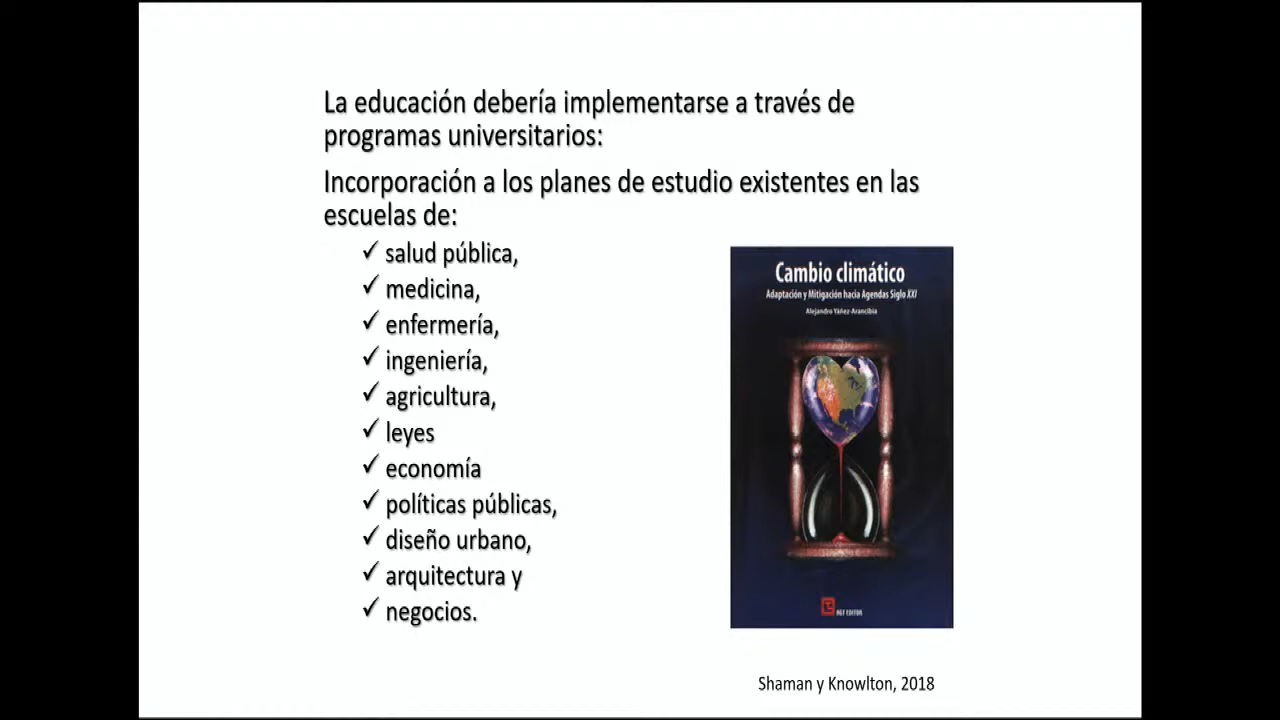 La educación debería implementarse a través de
programas universitarios:
Incorporación a los planes de estudio existentes en las
escuelas de:
✓ salud pública,
✓ medicina,
✓ enfermería,
✓ ingeniería,
✓ agricultura,
✓ leyes
✓ economía
✓ políticas públicas,
✓ diseño urbano,
✓ arquitectura y
✓ negocios.
Cambio climático
Adaptación y Mitigación hacia Agendas Siglo XXI
Alejandro Yáñez-Arancibia
AGT EDITOR
Shaman y Knowlton, 2018